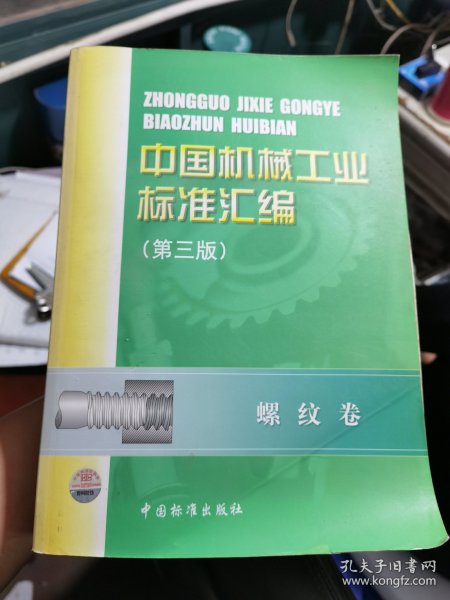 ZHONGGUO JIXIE GONGYE
BIAOZHUN HUIBIAN
中国机械工业
标准汇编
(第三版)
螺纹卷
中国标准出版社
孔夫子旧书网
www.kongfz.com